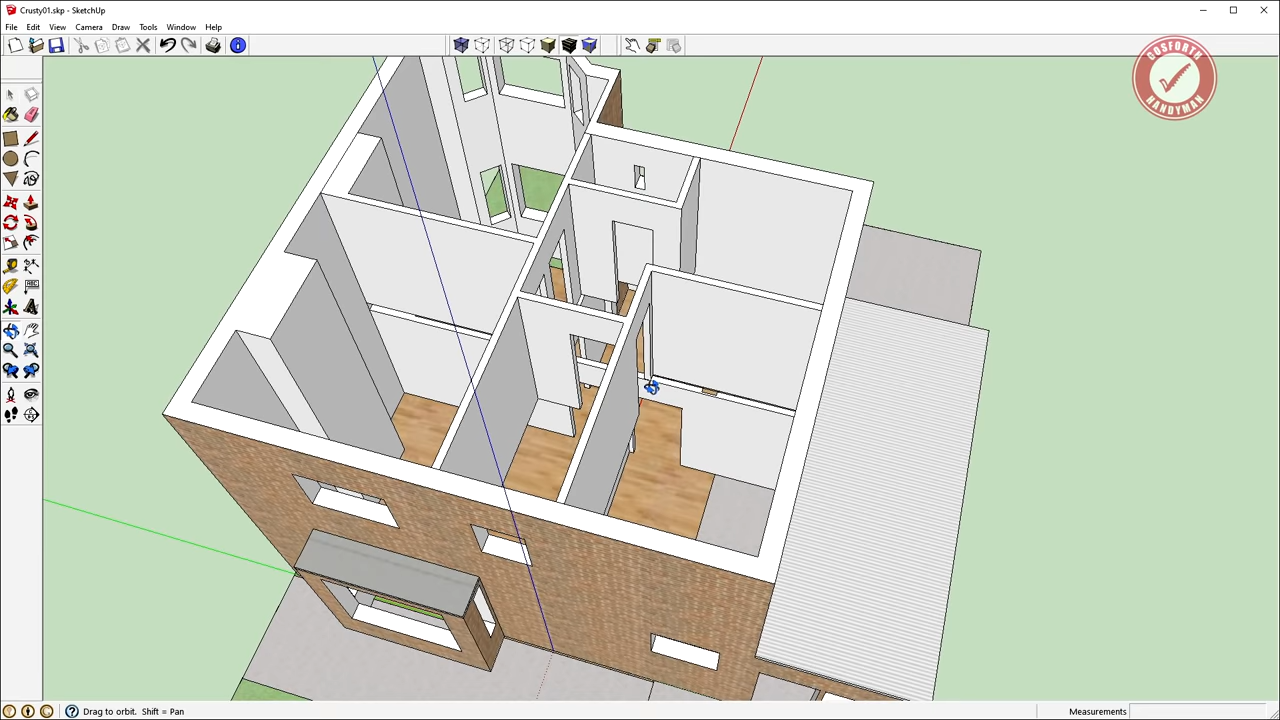 Crusty01.skp - SketchUp
File Edit View Camera Draw Tools Window Help
GOSFORTH
HANDYMAN
Drag to orbit. Shift = Pan
Measurements